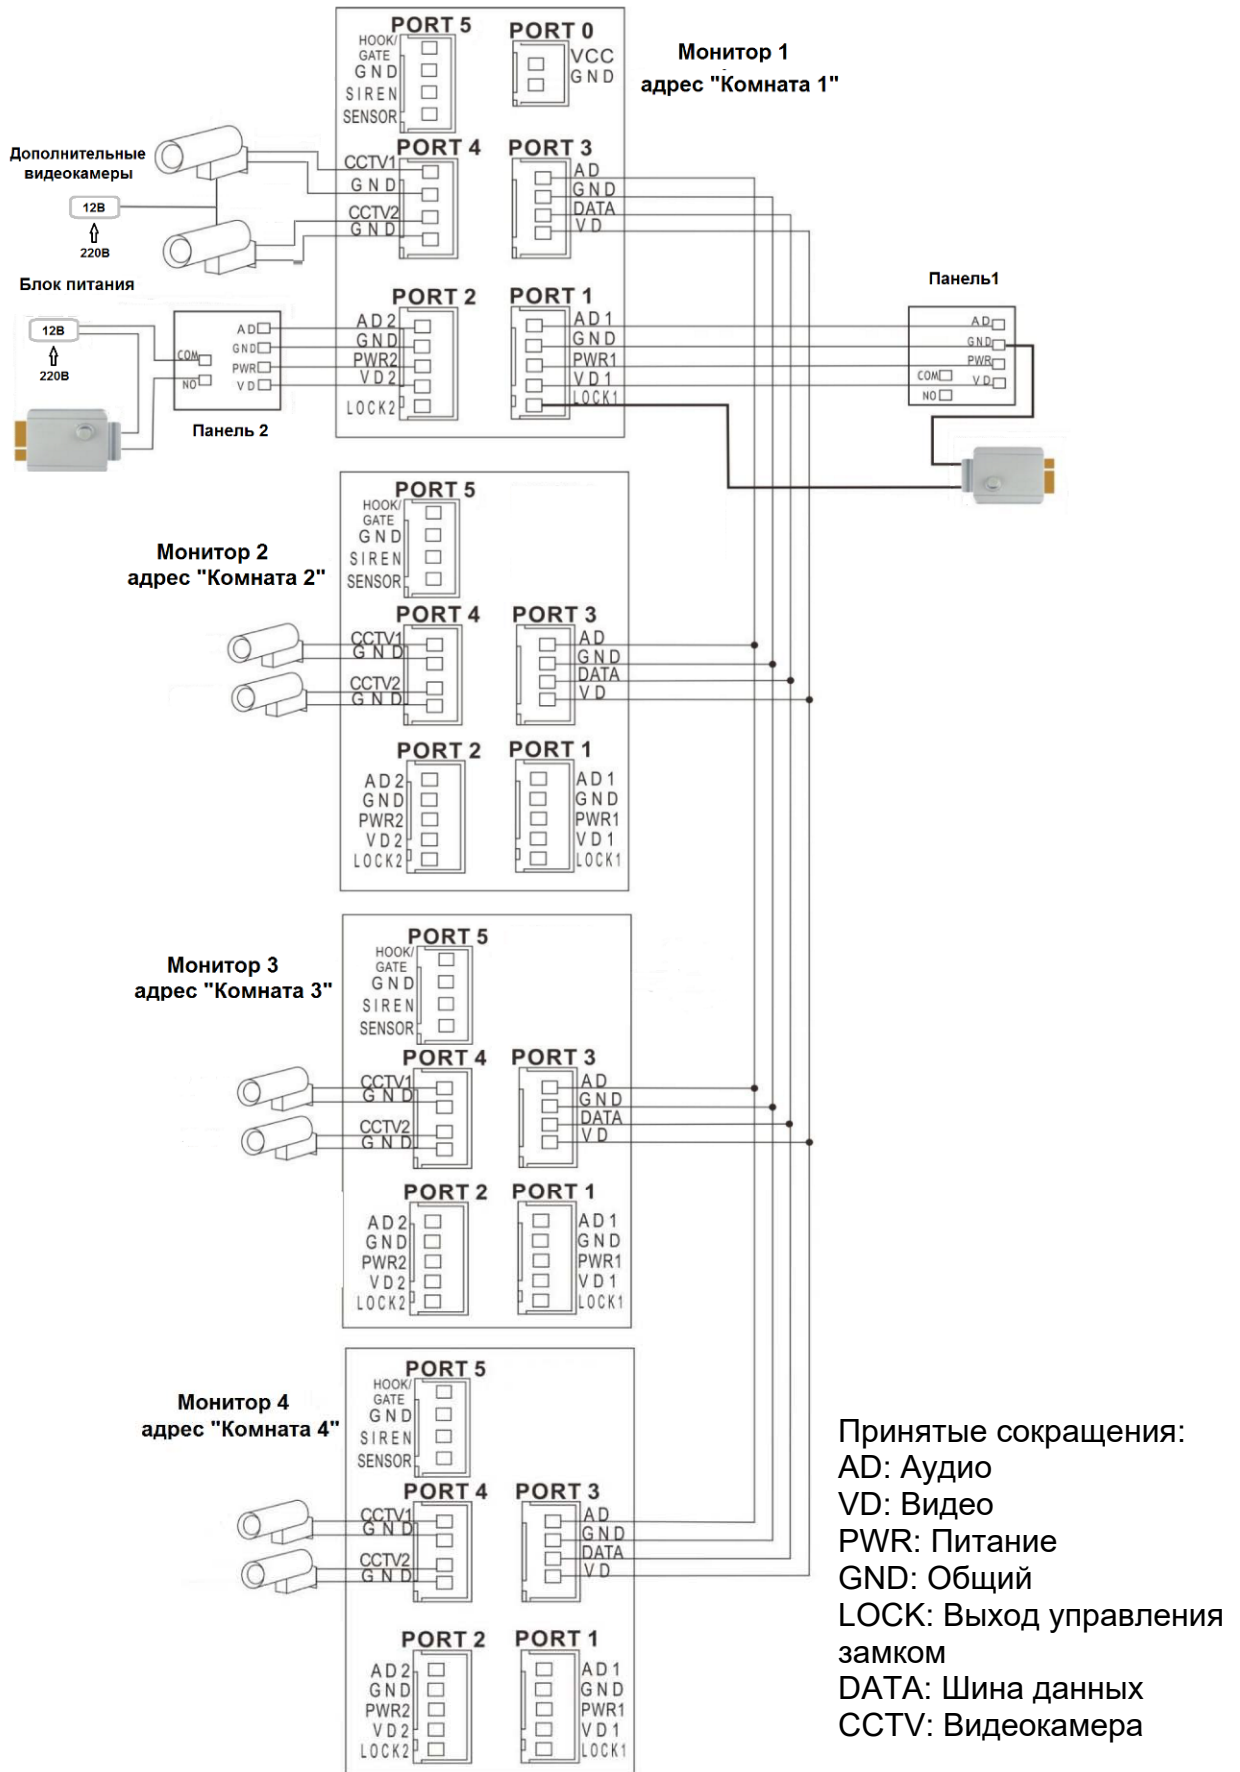 PORT 5
HOOK/
GATE
GND
SIREN
SENSOR
PORT 0
VCC
GND
Монитор 1
адрес "Комната 1"
Дополнительные
видеокамеры
12В
220В
PORT 4
CCTV1
GND
CCTV2
GND
PORT 3
AD
GND
DATA
VD
Блок питания
12В
220В
COM
NO
AD
GND
PWR
VD
Панель 2
PORT 2
AD2
GND
PWR2
VD2
LOCK2
PORT 1
AD1
GND
PWR1
VD1
LOCK1
Панель1
AD
GND
PWR
VD
COM
NO
Монитор 2
адрес "Комната 2"
PORT 5
HOOK/
GATE
GND
SIREN
SENSOR
PORT 4
CCTV1
GND
CCTV2
GND
PORT 3
AD
GND
DATA
VD
PORT 2
AD2
GND
PWR2
VD2
LOCK2
PORT 1
AD1
GND
PWR1
VD1
LOCK1
Монитор 3
адрес "Комната 3"
PORT 5
HOOK/
GATE
GND
SIREN
SENSOR
PORT 4
CCTV1
GND
CCTV2
GND
PORT 3
AD
GND
DATA
VD
PORT 2
AD2
GND
PWR2
VD2
LOCK2
PORT 1
AD1
GND
PWR1
VD1
LOCK1
Монитор 4
адрес "Комната 4"
PORT 5
HOOK/
GATE
GND
SIREN
SENSOR
PORT 4
CCTV1
GND
CCTV2
GND
PORT 3
AD
GND
DATA
VD
PORT 2
AD2
GND
PWR2
VD2
LOCK2
PORT 1
AD1
GND
PWR1
VD1
LOCK1
Принятые сокращения:
AD: Аудио
VD: Видео
PWR: Питание
GND: Общий
LOCK: Выход управления
замком
DATA: Шина данных
CCTV: Видеокамера